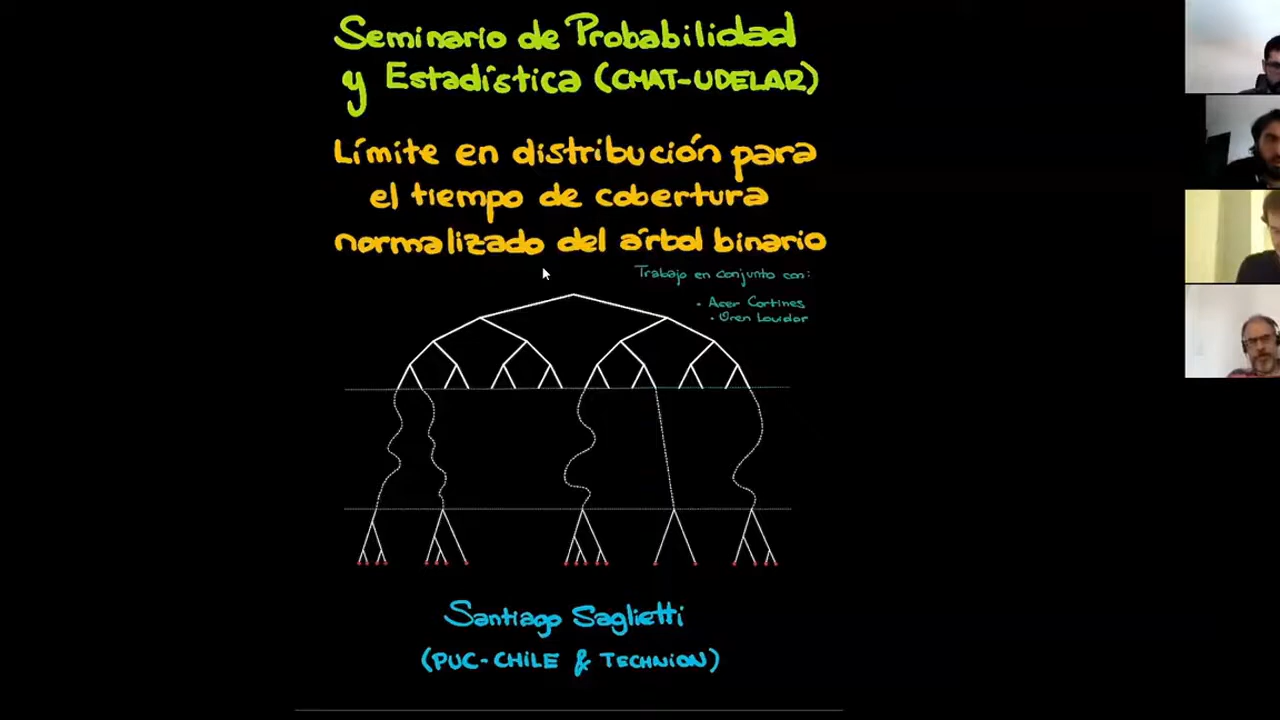 Seminario de Probabilidad
y Estadística (CMAT-UDELAR)
Límite en distribución para
el tiempo de cobertura
normalizado del árbol binario
Trabajo en conjunto con:
• Aser Cortines
• Oren Louidor
Santiago Saglietti
(PUC-CHILE & TECHNION)